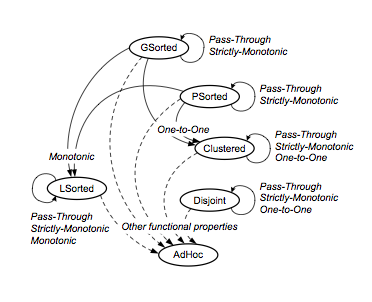 GSorted
Pass-Through
Strictly-Monotonic
PSorted
Pass-Through
Strictly-Monotonic
One-to-One
Clustered
Pass-Through
Strictly-Monotonic
One-to-One
Monotonic
LSorted
Disjoint
Pass-Through
Strictly-Monotonic
One-to-One
Pass-Through
Strictly-Monotonic
Monotonic
Other functional properties
AdHoc